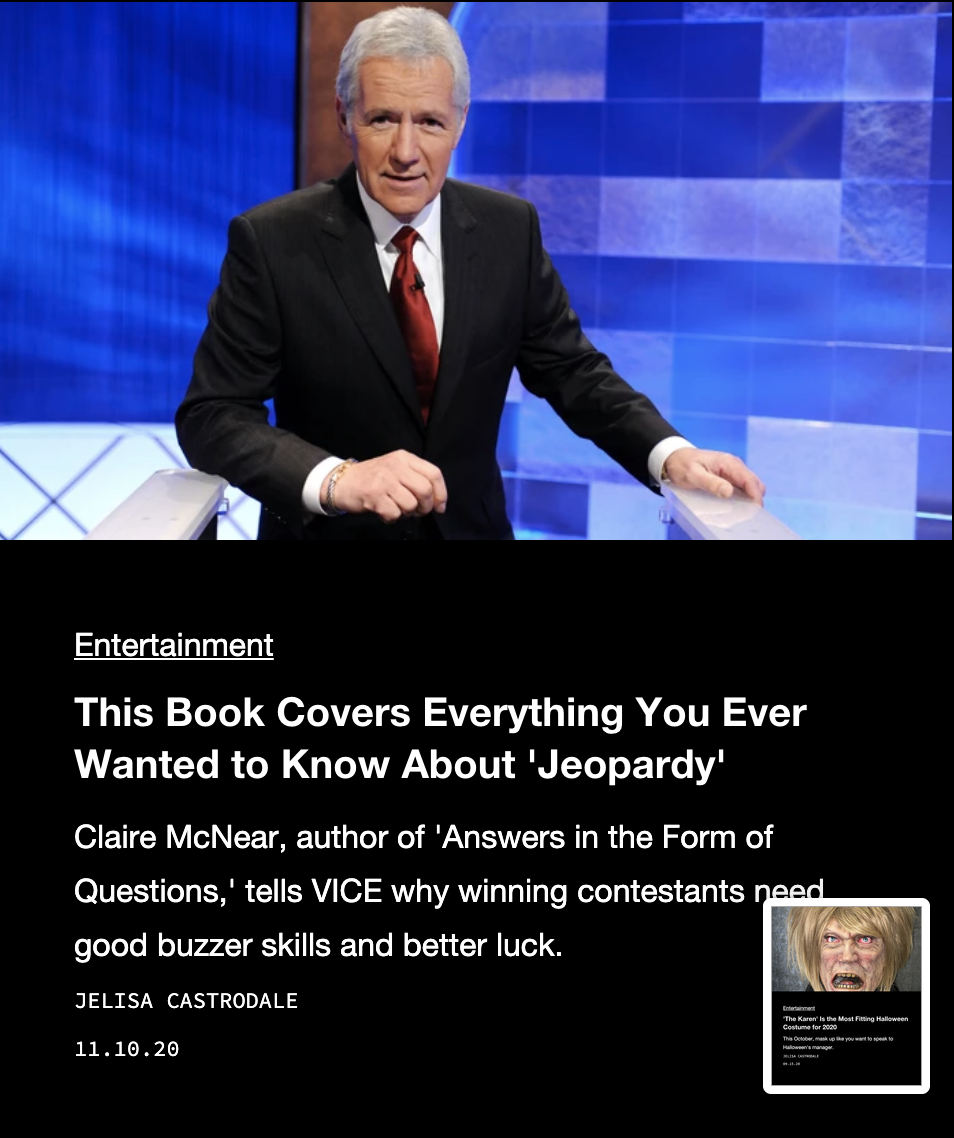 Entertainment
This Book Covers Everything You Ever
Wanted to Know About 'Jeopardy'
Claire McNear, author of 'Answers in the Form of
Questions,' tells VICE why winning contestants need
good buzzer skills and better luck.
JELISA CASTRODALE
11.10.20
Entertainment
'The Karen' Is the Most Fitting Halloween
Costume for 2020
This October, mask up like you want to speak to
Halloween's manager.
JELISA CASTRODALE